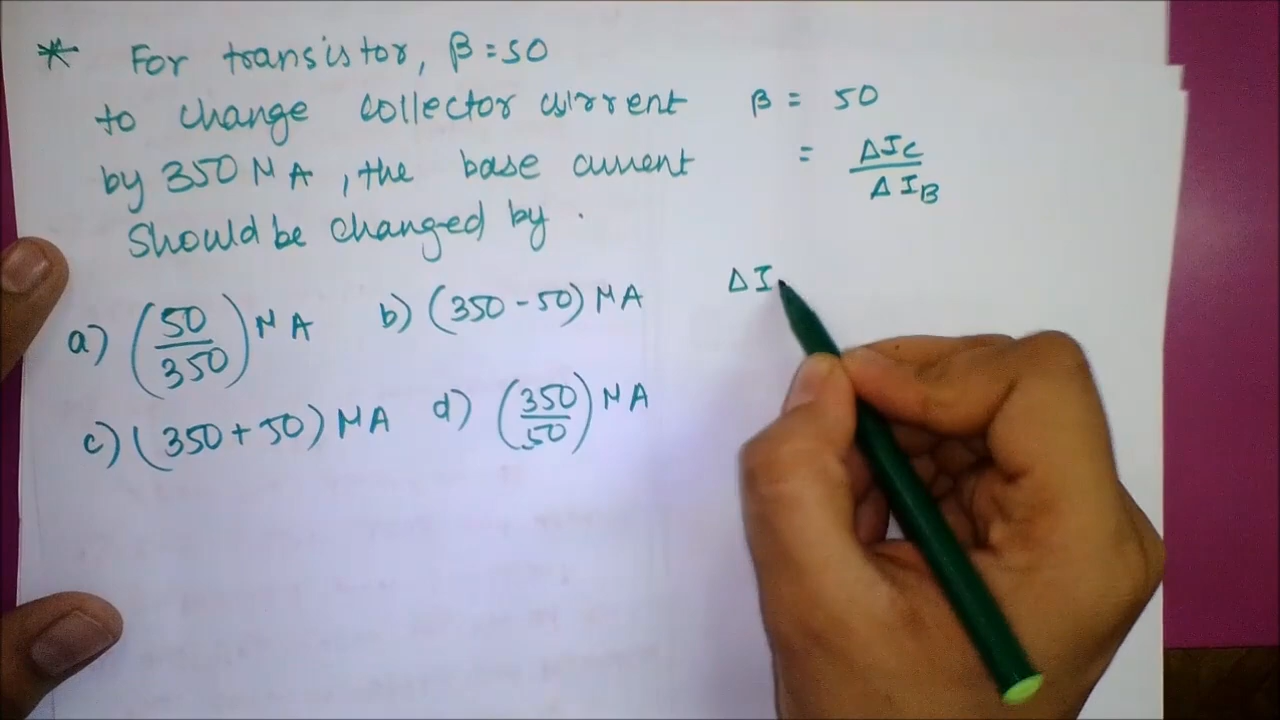 * For transistor, β = 50
to change collector current
by 350 μA, the base current
should be changed by.
a) (50/350) μA b) (350 - 50) μA
c) (350 + 50) μA d) (350/50) μA
β = 50
= ΔIC/ΔIB
ΔI